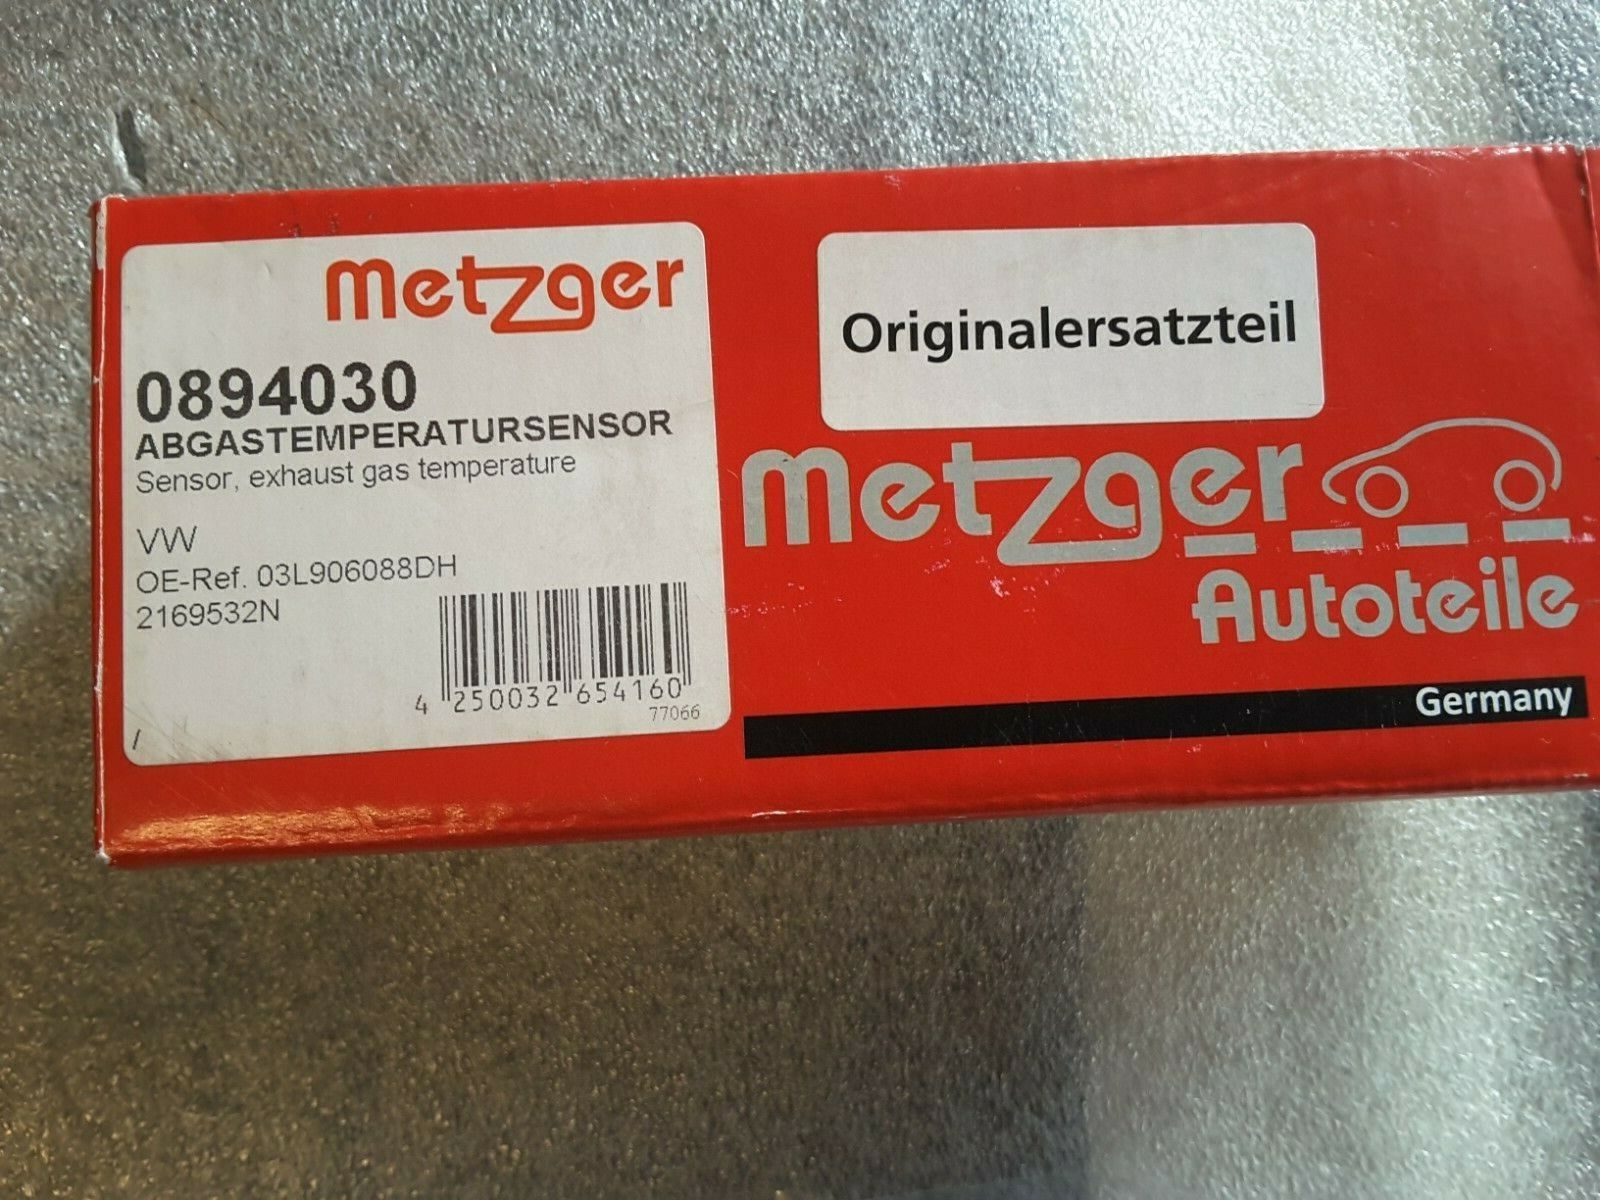 Metzger
0894030
ABGASTEMPERATURSENSOR
Sensor, exhaust gas temperature
VW
OE-Ref. 03L906088DH
2169532N
4 250032 654160
77066
/
Originalersatzteil
Metzger
Autoteile
Germany